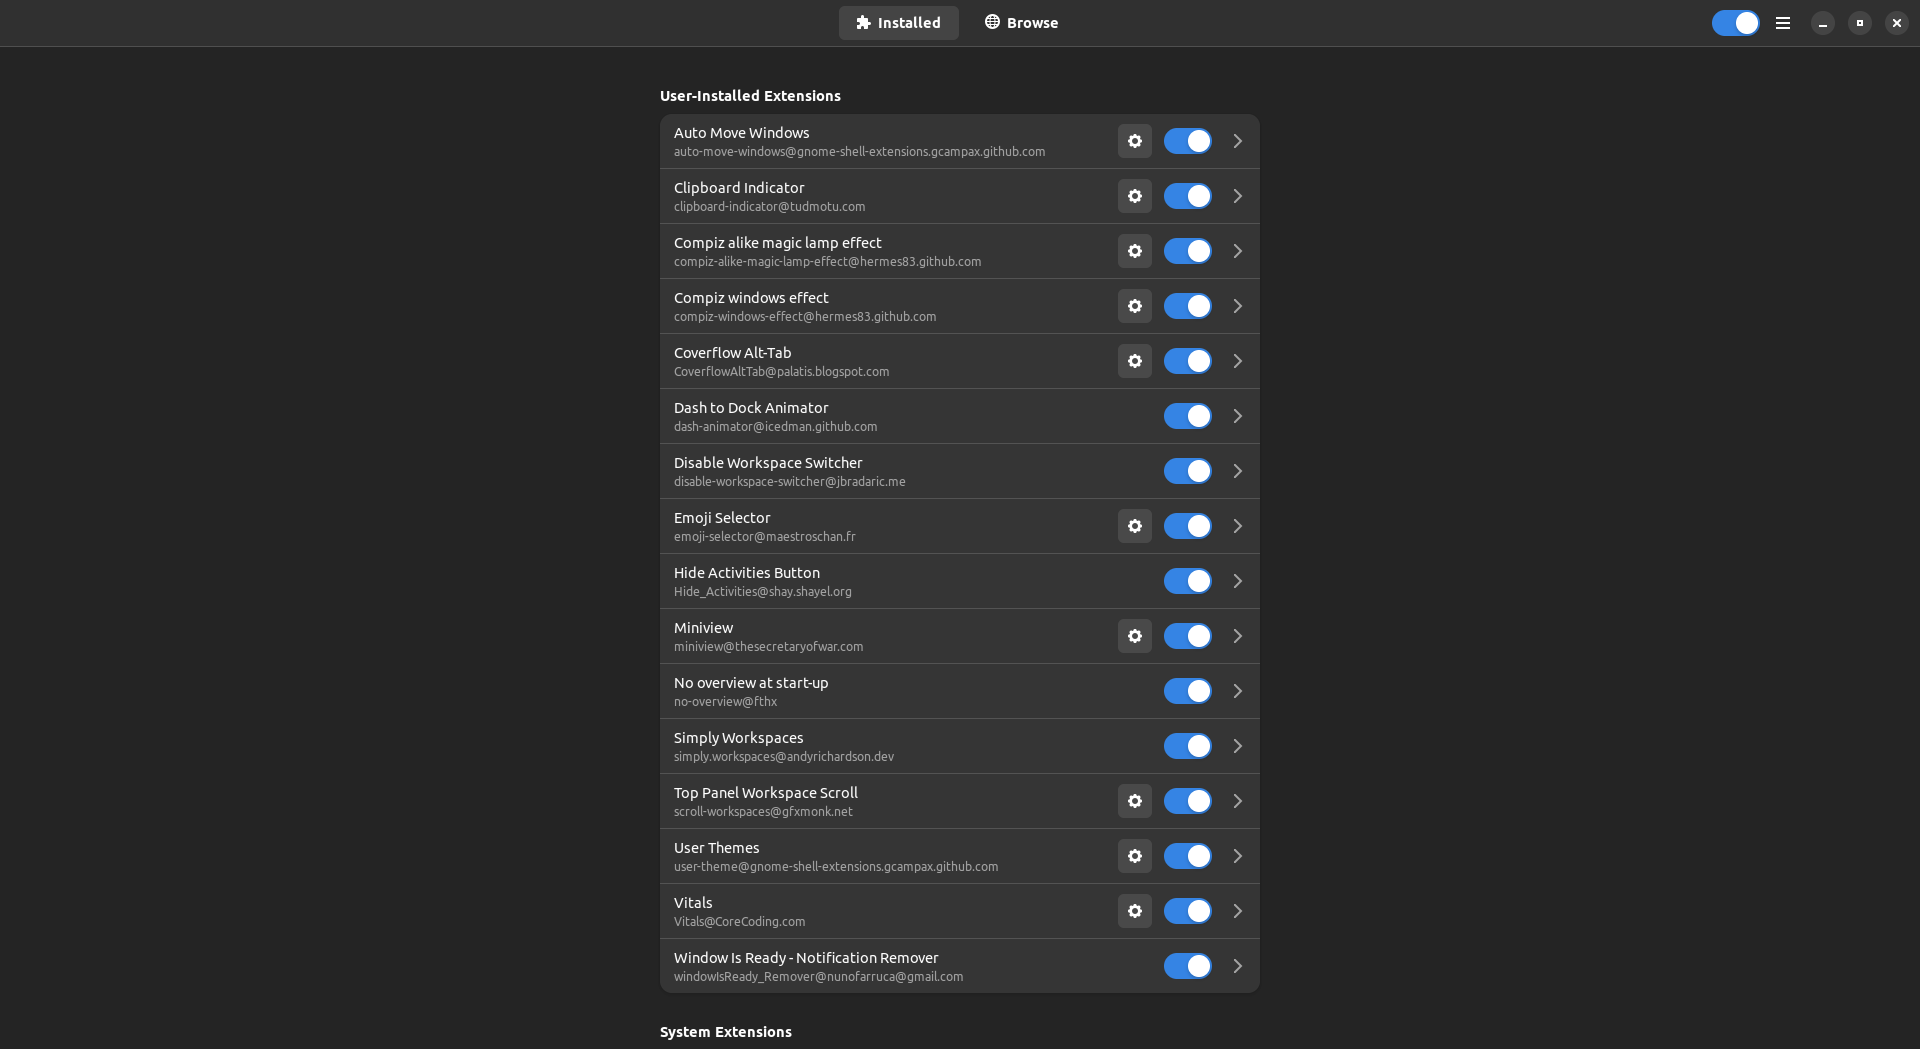 Installed
Browse
User-Installed Extensions
Auto Move Windows
auto-move-windows@gnome-shell-extensions.gcampax.github.com
Clipboard Indicator
clipboard-indicator@tudmotu.com
Compiz alike magic lamp effect
compiz-alike-magic-lamp-effect@hermes83.github.com
Compiz windows effect
compiz-windows-effect@hermes83.github.com
Coverflow Alt-Tab
CoverflowAltTab@palatis.blogspot.com
Dash to Dock Animator
dash-animator@icedman.github.com
Disable Workspace Switcher
disable-workspace-switcher@jbradaric.me
Emoji Selector
emoji-selector@maestroschan.fr
Hide Activities Button
Hide_Activities@shay.shayel.org
Miniview
miniview@thesecretaryofwar.com
No overview at start-up
no-overview@fthx
Simply Workspaces
simply.workspaces@andyrichardson.dev
Top Panel Workspace Scroll
scroll-workspaces@gfxmonk.net
User Themes
user-theme@gnome-shell-extensions.gcampax.github.com
Vitals
Vitals@CoreCoding.com
Window Is Ready - Notification Remover
windowIsReady_Remover@nunofarruca@gmail.com
System Extensions